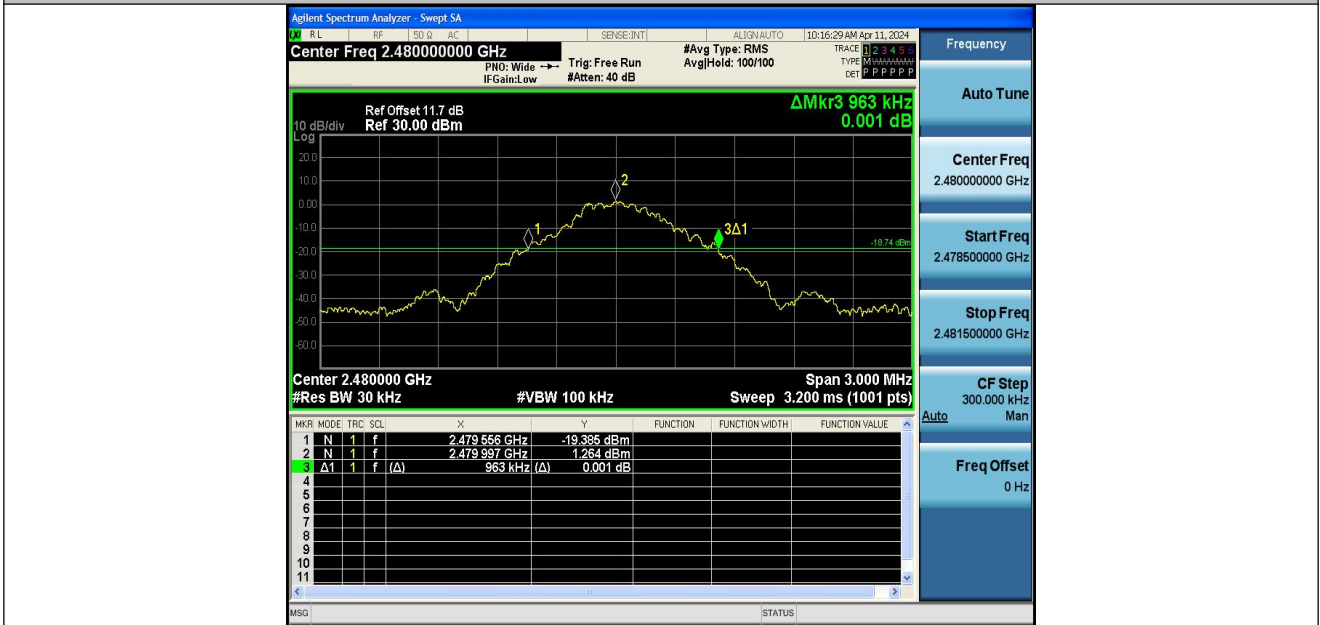 Agilent Spectrum Analyzer - Swept SA
RL RF 50 Ω AC SENSE:INT ALIGN AUTO 10:16:29 AM Apr 11, 2024
Center Freq 2.480000000 GHz
PNO: Wide
IFGain:Low
Trig: Free Run
#Atten: 40 dB
#Avg Type: RMS
Avg|Hold: 100/100
TRACE 1 2 3 4 5 6
TYPE M
DET P P P P P P
Frequency
ΔMkr3 963 kHz
0.001 dB
Ref Offset 11.7 dB
10 dB/div Ref 30.00 dBm
Log
20.0
10.0
0.00
-10.0
-20.0
-30.0
-40.0
-50.0
-60.0
1
2
3Δ1
-18.74 dBm
Center 2.480000 GHz Span 3.000 MHz
#Res BW 30 kHz #VBW 100 kHz Sweep 3.200 ms (1001 pts)
MKR MODE TRC SCL X Y FUNCTION FUNCTION WIDTH FUNCTION VALUE
1 N 1 f 2.479 556 GHz -19.385 dBm
2 N 1 f 2.479 997 GHz 1.264 dBm
3 Δ1 1 f (Δ) 963 kHz (Δ) 0.001 dB
4
5
6
7
8
9
10
11
MSG STATUS
Auto Tune
Center Freq
2.480000000 GHz
Start Freq
2.478500000 GHz
Stop Freq
2.481500000 GHz
CF Step
300.000 kHz
Auto Man
Freq Offset
0 Hz